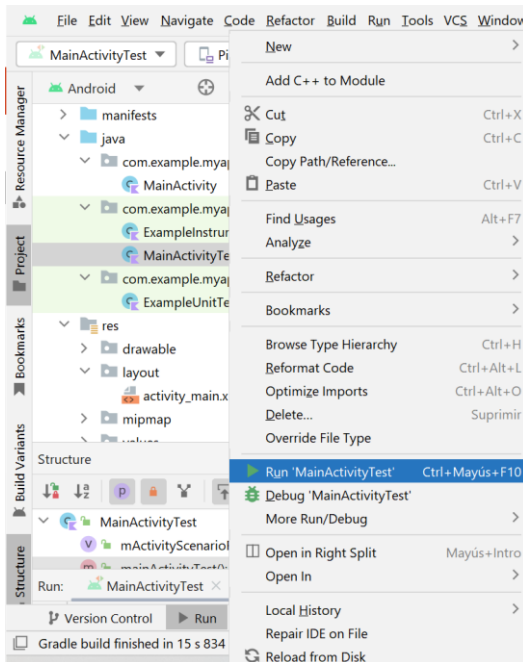 File Edit View Navigate Code Refactor Build Run Tools VCS Window
MainActivityTest
Android
manifests
java
MainActivity
res
drawable
layout
mipmap
Structure
MainActivityTest
Run: MainActivityTest
Version Control Run
Gradle build finished in 15 s 834
Resource Manager
Project
Bookmarks
Build Variants
Structure
New
Add C++ to Module
Cut Ctrl+X
Copy Ctrl+C
Copy Path/Reference...
Paste Ctrl+V
Find Usages Alt+F7
Analyze
Refactor
Bookmarks
Browse Type Hierarchy Ctrl+H
Reformat Code Ctrl+Alt+L
Optimize Imports Ctrl+Alt+O
Delete... Suprimir
Override File Type
Run 'MainActivityTest' Ctrl+Mayús+F10
Debug 'MainActivityTest'
More Run/Debug
Open in Right Split Mayús+Intro
Open In
Local History
Repair IDE on File
Reload from Disk